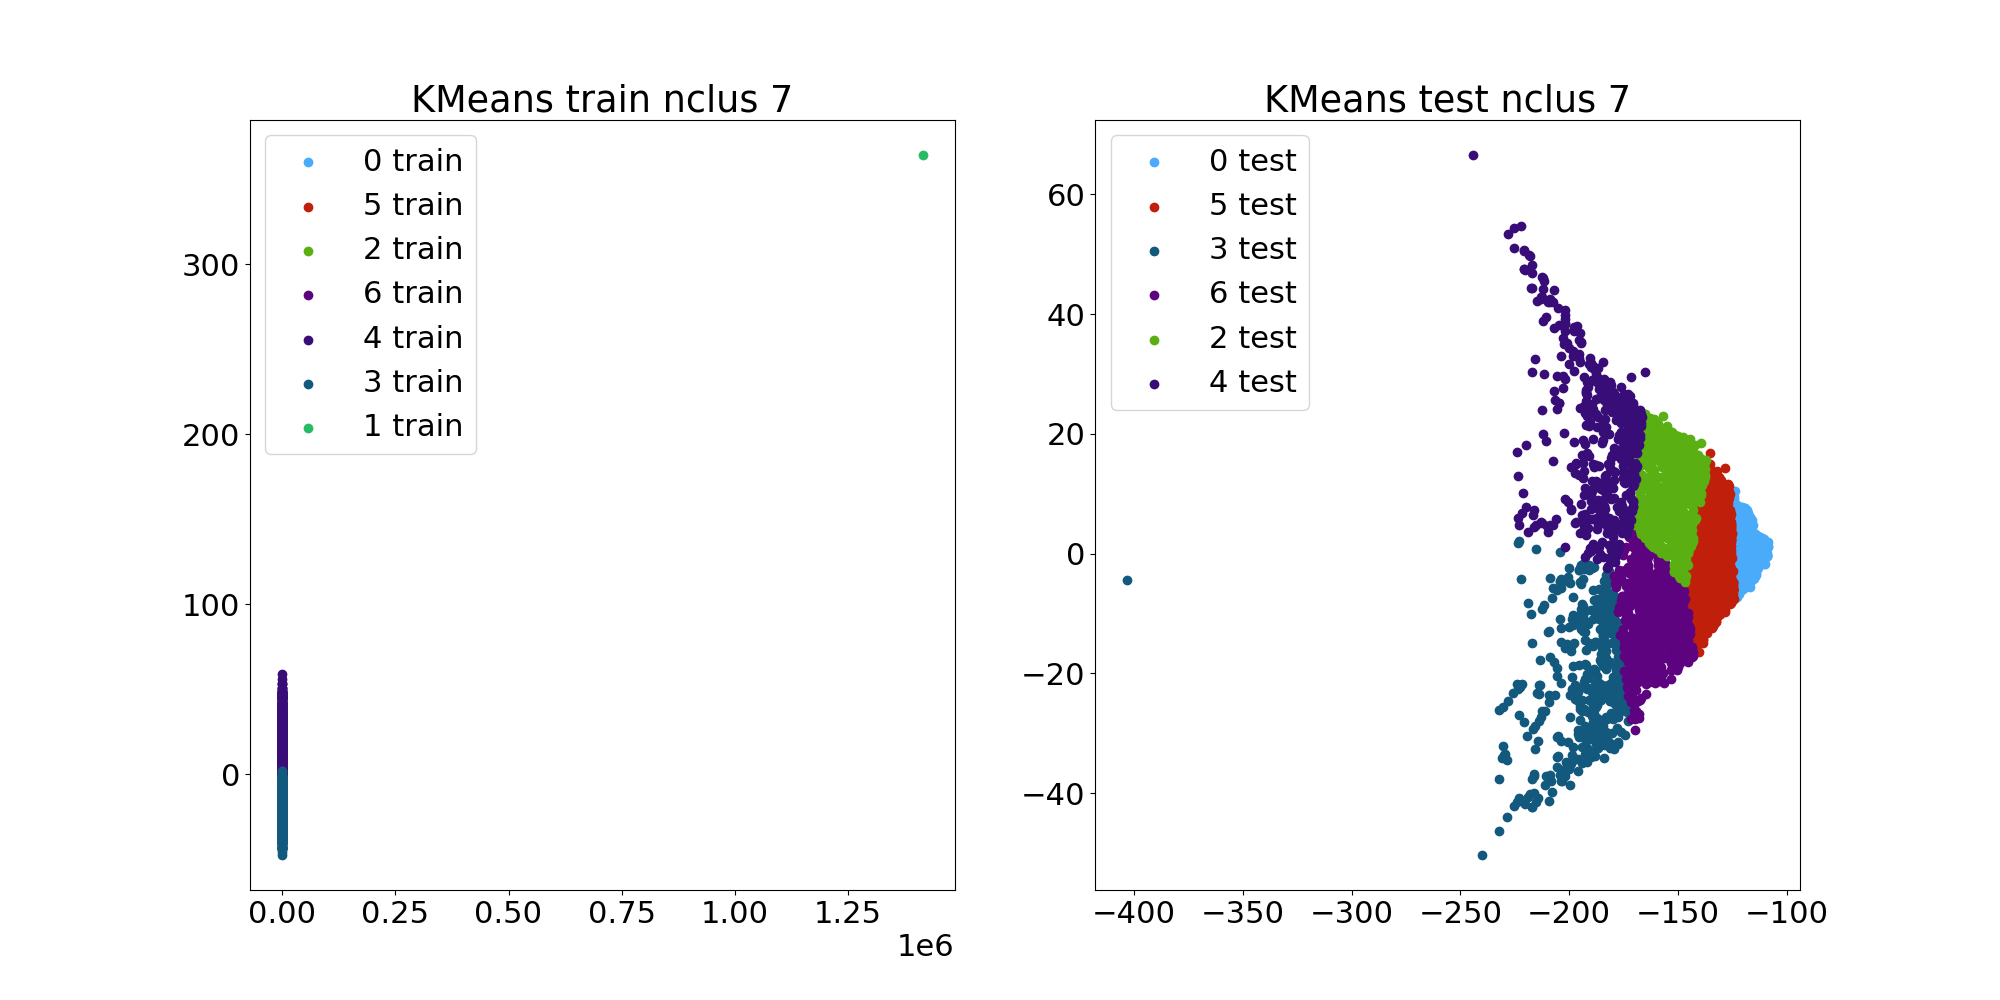 KMeans train nclus 7
0 train
5 train
2 train
6 train
4 train
3 train
1 train
300
200
100
0
0.00 0.25 0.50 0.75 1.00 1.25
1e6
KMeans test nclus 7
0 test
5 test
3 test
6 test
2 test
4 test
60
40
20
0
−20
−40
−400 −350 −300 −250 −200 −150 −100